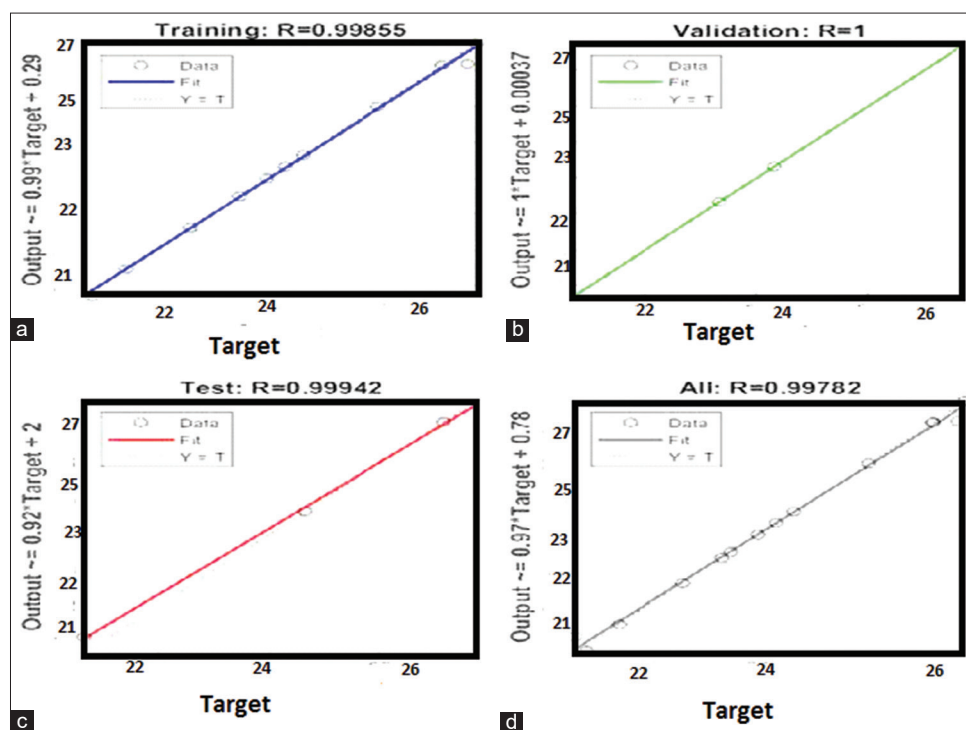 Training: R=0.99855
Output ~= 0.99*Target + 0.29
27
25
23
22
21
Data
Fit
Y = T
22
24
26
Target
a
Validation: R=1
Output ~= 1*Target + 0.00037
27
25
23
22
21
Data
Fit
Y = T
22
24
26
Target
b
Test: R=0.99942
Output ~= 0.92*Target + 2
27
25
23
22
21
Data
Fit
Y = T
22
24
26
Target
c
All: R=0.99782
Output ~= 0.97*Target + 0.78
27
25
23
22
21
Data
Fit
Y = T
22
24
26
Target
d